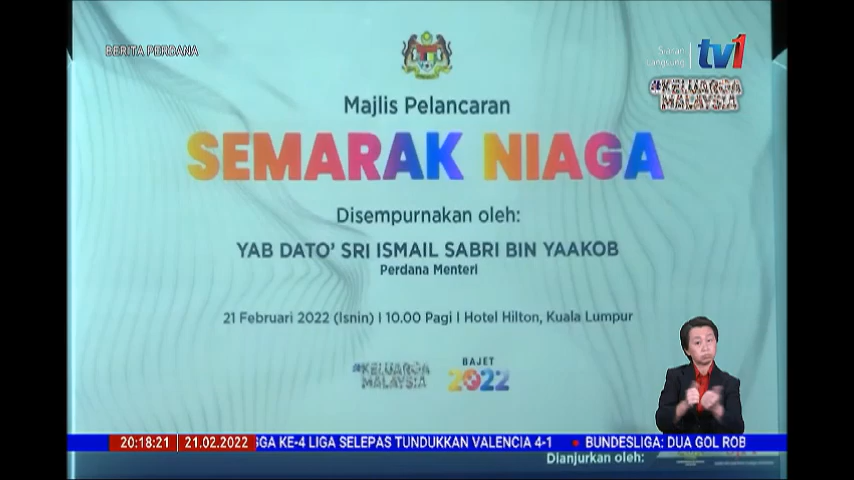 BERITA PERDANA
Siaran
Langsung
tv1
#KELUARGA
MALAYSIA
Majlis Pelancaran
SEMARAK NIAGA
Disempurnakan oleh:
YAB DATO' SRI ISMAIL SABRI BIN YAAKOB
Perdana Menteri
21 Februari 2022 (Isnin) | 10.00 Pagi | Hotel Hilton, Kuala Lumpur
#KELUARGA
MALAYSIA
BAJET
2022
20:18:21 21.02.2022 GGA KE-4 LIGA SELEPAS TUNDUKKAN VALENCIA 4-1 • BUNDESLIGA: DUA GOL ROB
Dianjurkan oleh: